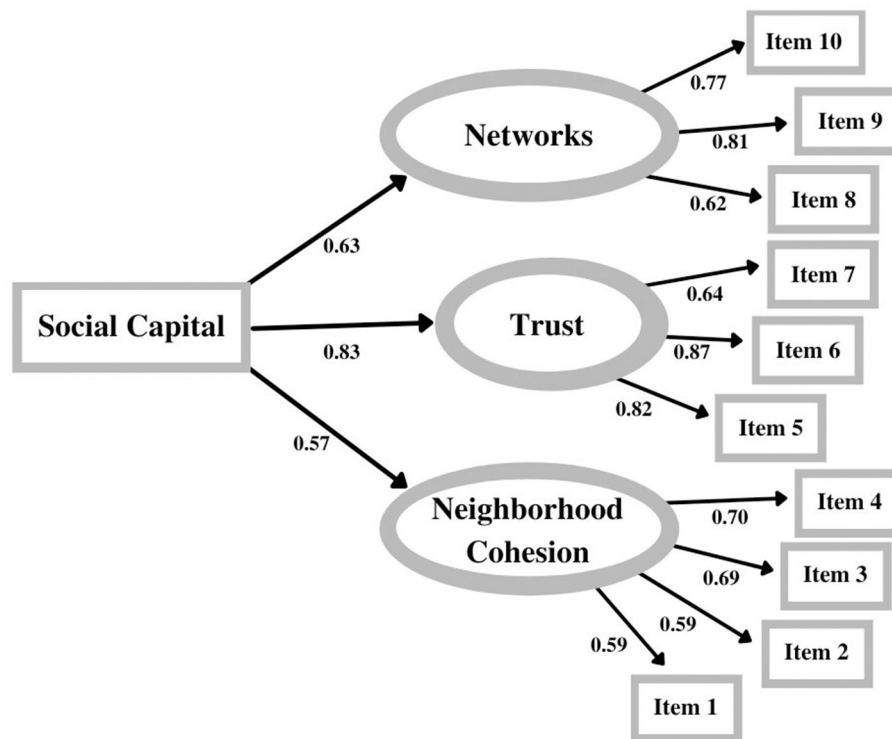 Item 10
0.77
Networks
0.81
Item 9
0.62
Item 8
0.63
Item 7
0.64
Social Capital
0.83
Trust
0.87
Item 6
0.82
Item 5
0.57
Neighborhood
Cohesion
0.70
Item 4
0.69
Item 3
0.59
Item 2
0.59
Item 1